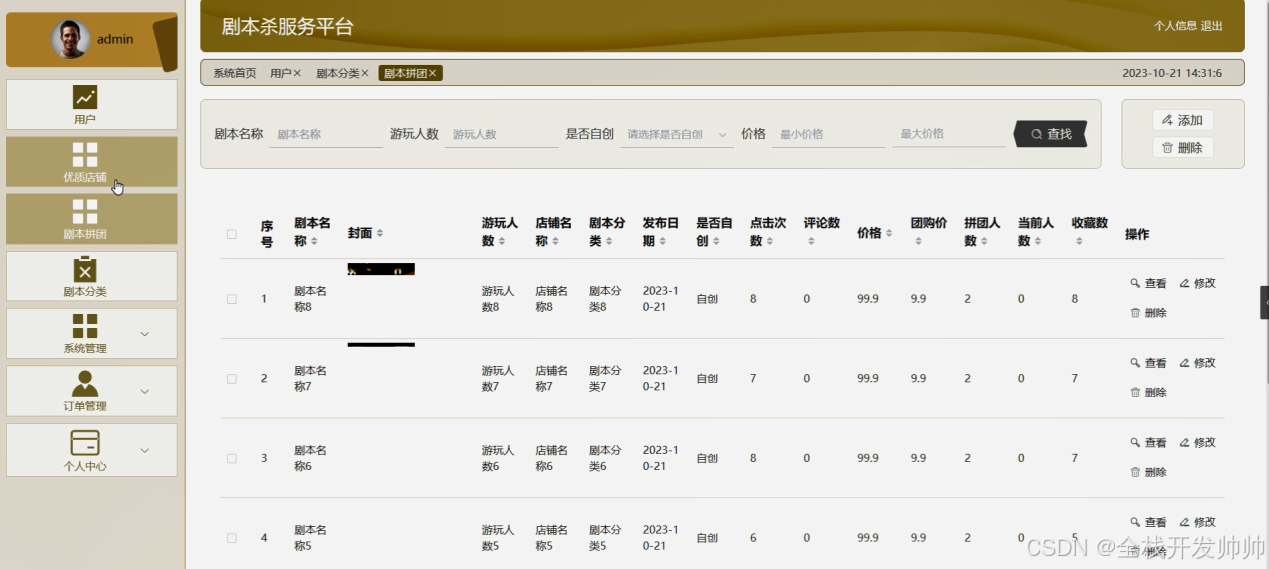 admin
用户
优质店铺
剧本拼团
剧本分类
系统管理
订单管理
个人中心
剧本杀服务平台
个人信息 退出
系统首页 用户× 剧本分类× 剧本拼团×
2023-10-21 14:31:6
剧本名称 剧本名称 游玩人数 游玩人数 是否自创 请选择是否自创 价格 最小价格 最大价格 查找
添加
删除
序号 剧本名称 封面 游玩人数 店铺名称 剧本分类 发布日期 是否自创 点击次数 评论数 价格 团购价 拼团人数 当前人数 收藏数 操作
1 剧本名称8 游玩人数8 店铺名称8 剧本分类8 2023-10-21 自创 8 0 99.9 9.9 2 0 8 查看 修改
删除
2 剧本名称7 游玩人数7 店铺名称7 剧本分类7 2023-10-21 自创 7 0 99.9 9.9 2 0 7 查看 修改
删除
3 剧本名称6 游玩人数6 店铺名称6 剧本分类6 2023-10-21 自创 8 0 99.9 9.9 2 0 7 查看 修改
删除
4 剧本名称5 游玩人数5 店铺名称5 剧本分类5 2023-10-21 自创 6 0 99.9 9.9 2 0 5 查看 修改
删除
CSDN @全栈开发帅帅